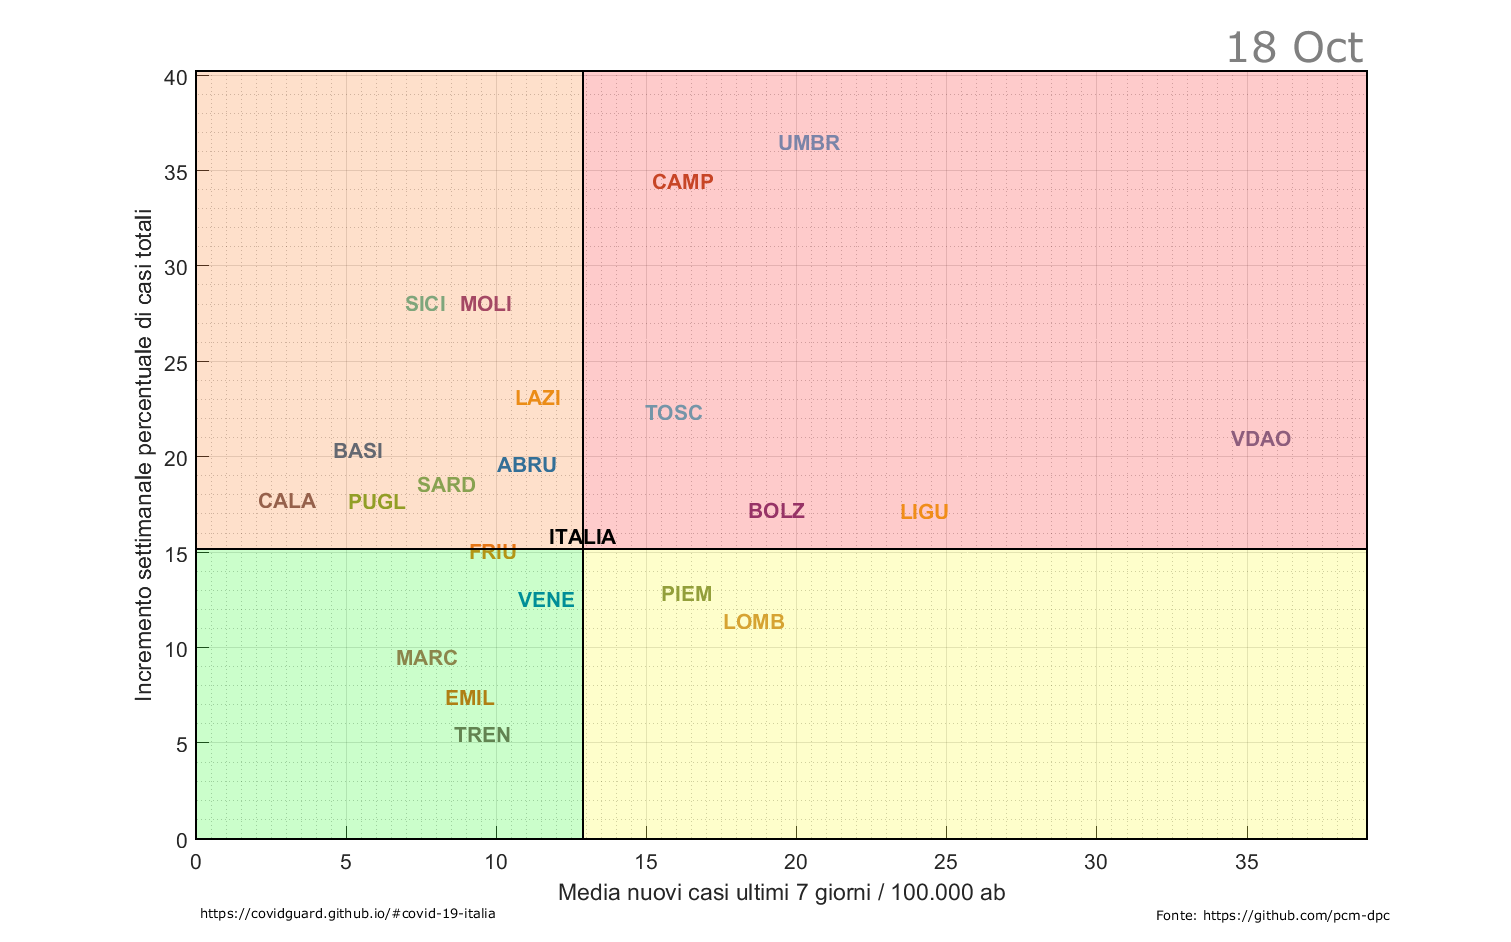 18 Oct
40
35
30
25
20
15
10
5
0
Incremento settimanale percentuale di casi totali
UMBR
CAMP
SICI MOLI
LAZI
TOSC
VDAO
BASI
ABRU
SARD
CALA PUGL
BOLZ LIGU
ITALIA
FRIU
PIEM
VENE
LOMB
MARC
EMIL
TREN
0 5 10 15 20 25 30 35
Media nuovi casi ultimi 7 giorni / 100.000 ab
https://covidguard.github.io/#covid-19-italia
Fonte: https://github.com/pcm-dpc